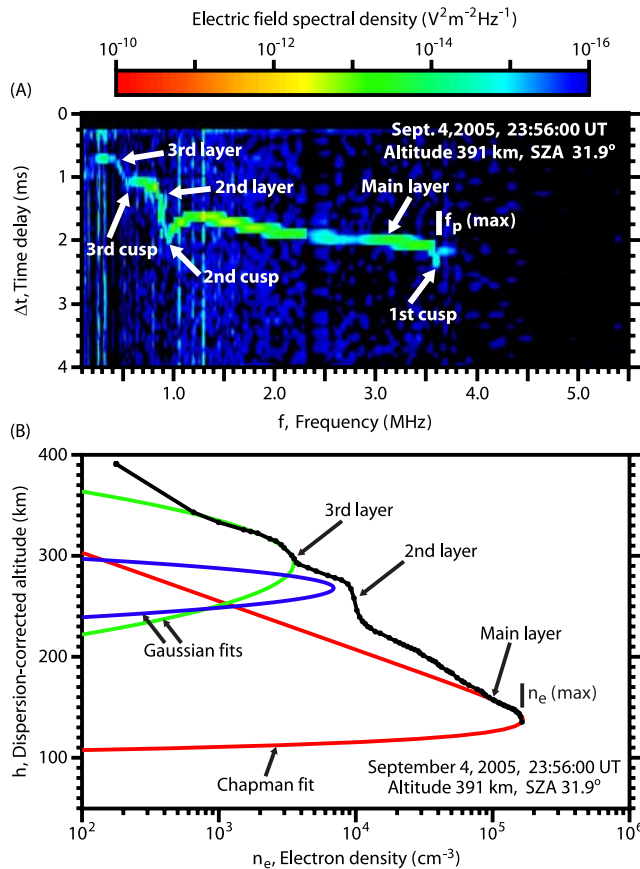 Electric field spectral density (V²m⁻²Hz⁻¹)
10⁻¹⁰ 10⁻¹² 10⁻¹⁴ 10⁻¹⁶
(A)
Sept. 4,2005, 23:56:00 UT
Altitude 391 km, SZA 31.9°
3rd layer
2nd layer
Main layer
f_p (max)
3rd cusp
2nd cusp
1st cusp
Δt, Time delay (ms)
0
1
2
3
4
1.0 2.0 3.0 4.0 5.0
f, Frequency (MHz)
(B)
h, Dispersion-corrected altitude (km)
400
300
200
100
3rd layer
2nd layer
Main layer
n_e (max)
Gaussian fits
Chapman fit
September 4, 2005, 23:56:00 UT
Altitude 391 km, SZA 31.9°
10² 10³ 10⁴ 10⁵ 10⁶
n_e, Electron density (cm⁻³)